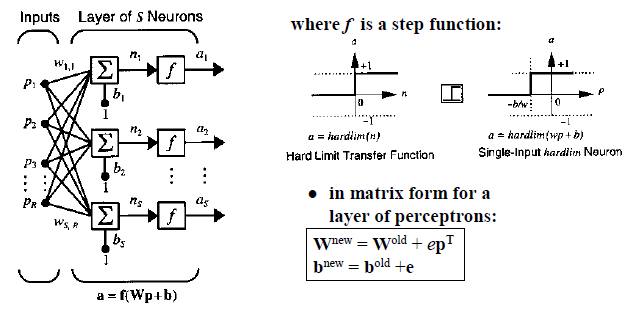 Inputs Layer of S Neurons
w1,1
n1 a1
Σ f
p1
b1
1
p2
n2 a2
Σ f
p3
b2
1
pR
wS, R
nS aS
Σ f
bS
1
a = f(Wp+b)
where f is a step function:
a
+1
n
0
−1
a = hardlim(n)
Hard Limit Transfer Function
a
+1
p
-b/w
0
−1
a = hardlim(wp + b)
Single-Input hardlim Neuron
• in matrix form for a
layer of perceptrons:
Wnew = Wold + epT
bnew = bold +e